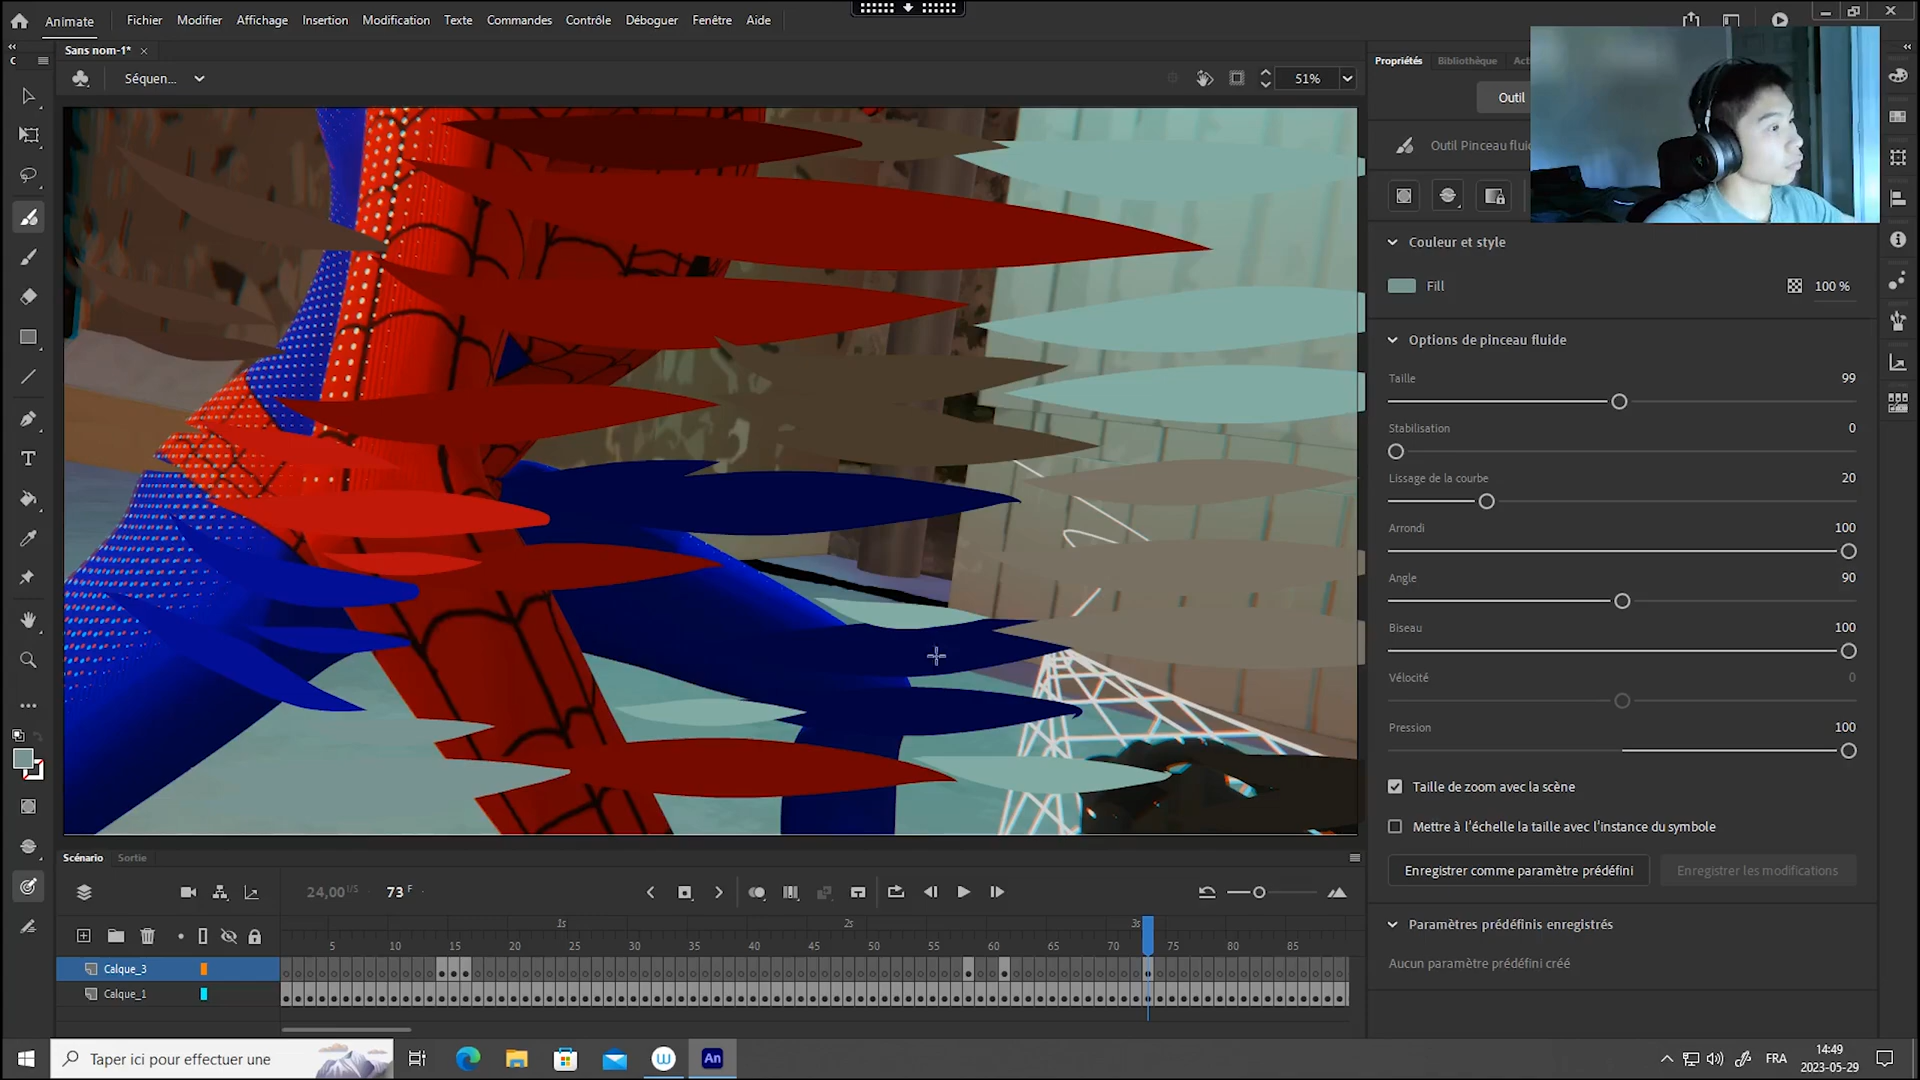 Animate
Fichier
Modifier
Affichage
Insertion
Modification
Texte
Commandes
Contrôle
Déboguer
Fenêtre
Aide
Sans nom-1*
Séquen...
51%
Propriétés
Bibliothèque
Outil
Outil Pinceau fluid
Couleur et style
Fill
100 %
Options de pinceau fluide
Taille
99
Stabilisation
0
Lissage de la courbe
20
Arrondi
100
Angle
90
Biseau
100
Vélocité
0
Pression
100
Taille de zoom avec la scène
Mettre à l'échelle la taille avec l'instance du symbole
Enregistrer comme paramètre prédéfini
Enregistrer les modifications
Paramètres prédéfinis enregistrés
Aucun paramètre prédéfini créé
Scénario
Sortie
24,00 I/S
73 F
1s
2s
3s
5 10 15 20 25 30 35 40 45 50 55 60 65 70 75 80 85
Calque_3
Calque_1
Taper ici pour effectuer une
W
An
FRA
14:49
2023-05-29